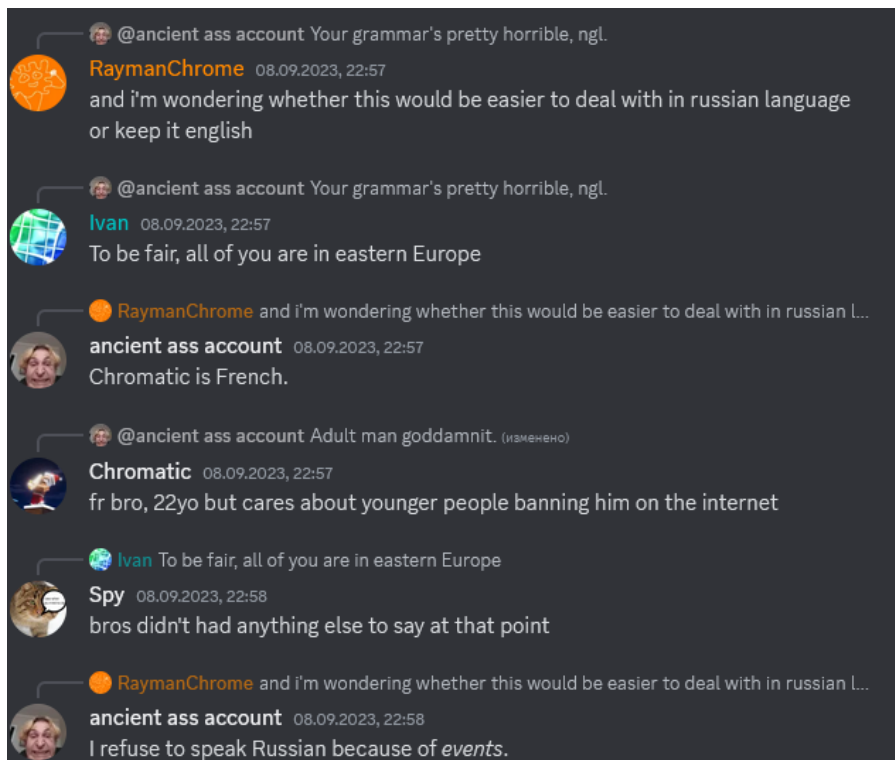 @ancient ass account Your grammar's pretty horrible, ngl.
RaymanChrome 08.09.2023, 22:57
and i'm wondering whether this would be easier to deal with in russian language
or keep it english
@ancient ass account Your grammar's pretty horrible, ngl.
Ivan 08.09.2023, 22:57
To be fair, all of you are in eastern Europe
RaymanChrome and i'm wondering whether this would be easier to deal with in russian l...
ancient ass account 08.09.2023, 22:57
Chromatic is French.
@ancient ass account Adult man goddamnit. (изменено)
Chromatic 08.09.2023, 22:57
fr bro, 22yo but cares about younger people banning him on the internet
Ivan To be fair, all of you are in eastern Europe
Spy 08.09.2023, 22:58
bros didn't had anything else to say at that point
RaymanChrome and i'm wondering whether this would be easier to deal with in russian l...
ancient ass account 08.09.2023, 22:58
I refuse to speak Russian because of events.